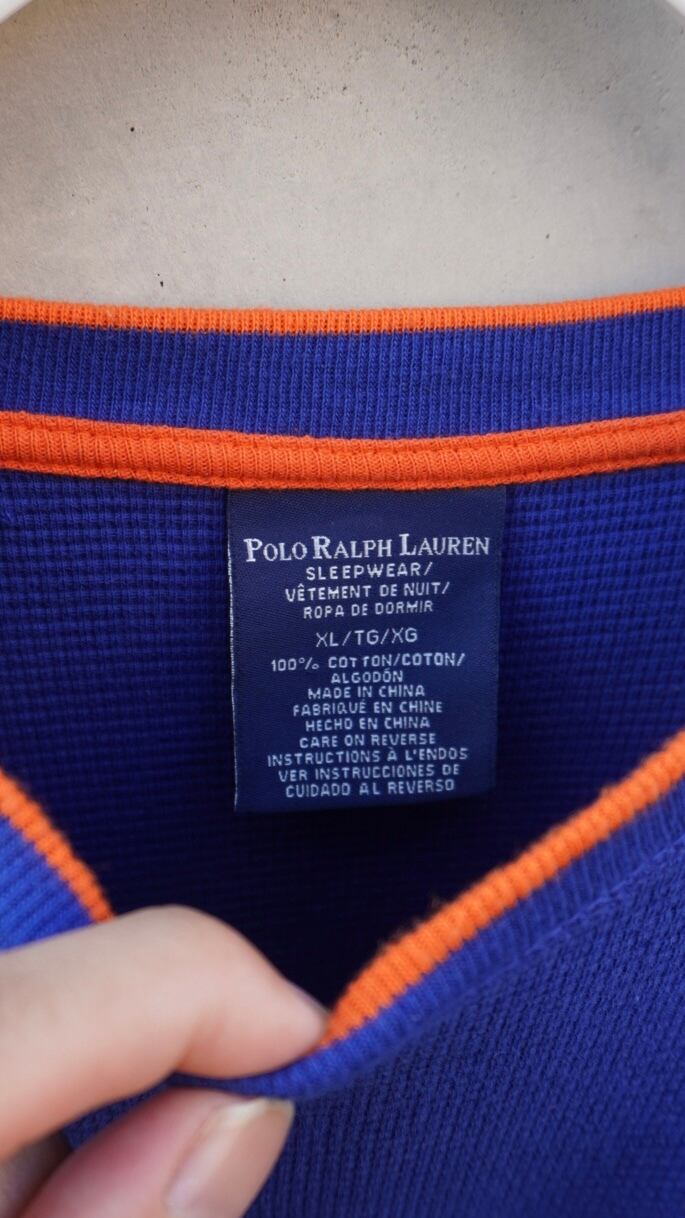 POLO RALPH LAUREN
SLEEPWEAR/
VÊTEMENT DE NUIT/
ROPA DE DORMIR
XL/TG/XG
100% COTTON/COTON/
ALGODÓN
MADE IN CHINA
FABRIQUÉ EN CHINE
HECHO EN CHINA
CARE ON REVERSE
INSTRUCTIONS À L'ENDOS
VER INSTRUCCIONES DE
CUIDADO AL REVERSO